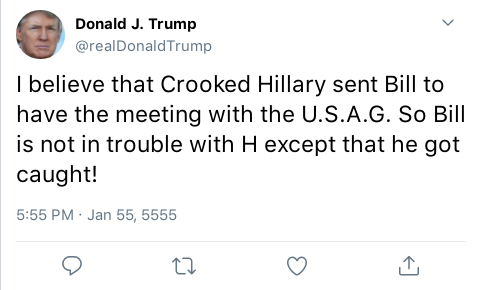 Donald J. Trump
@realDonaldTrump
I believe that Crooked Hillary sent Bill to
have the meeting with the U.S.A.G. So Bill
is not in trouble with H except that he got
caught!
5:55 PM · Jan 55, 5555